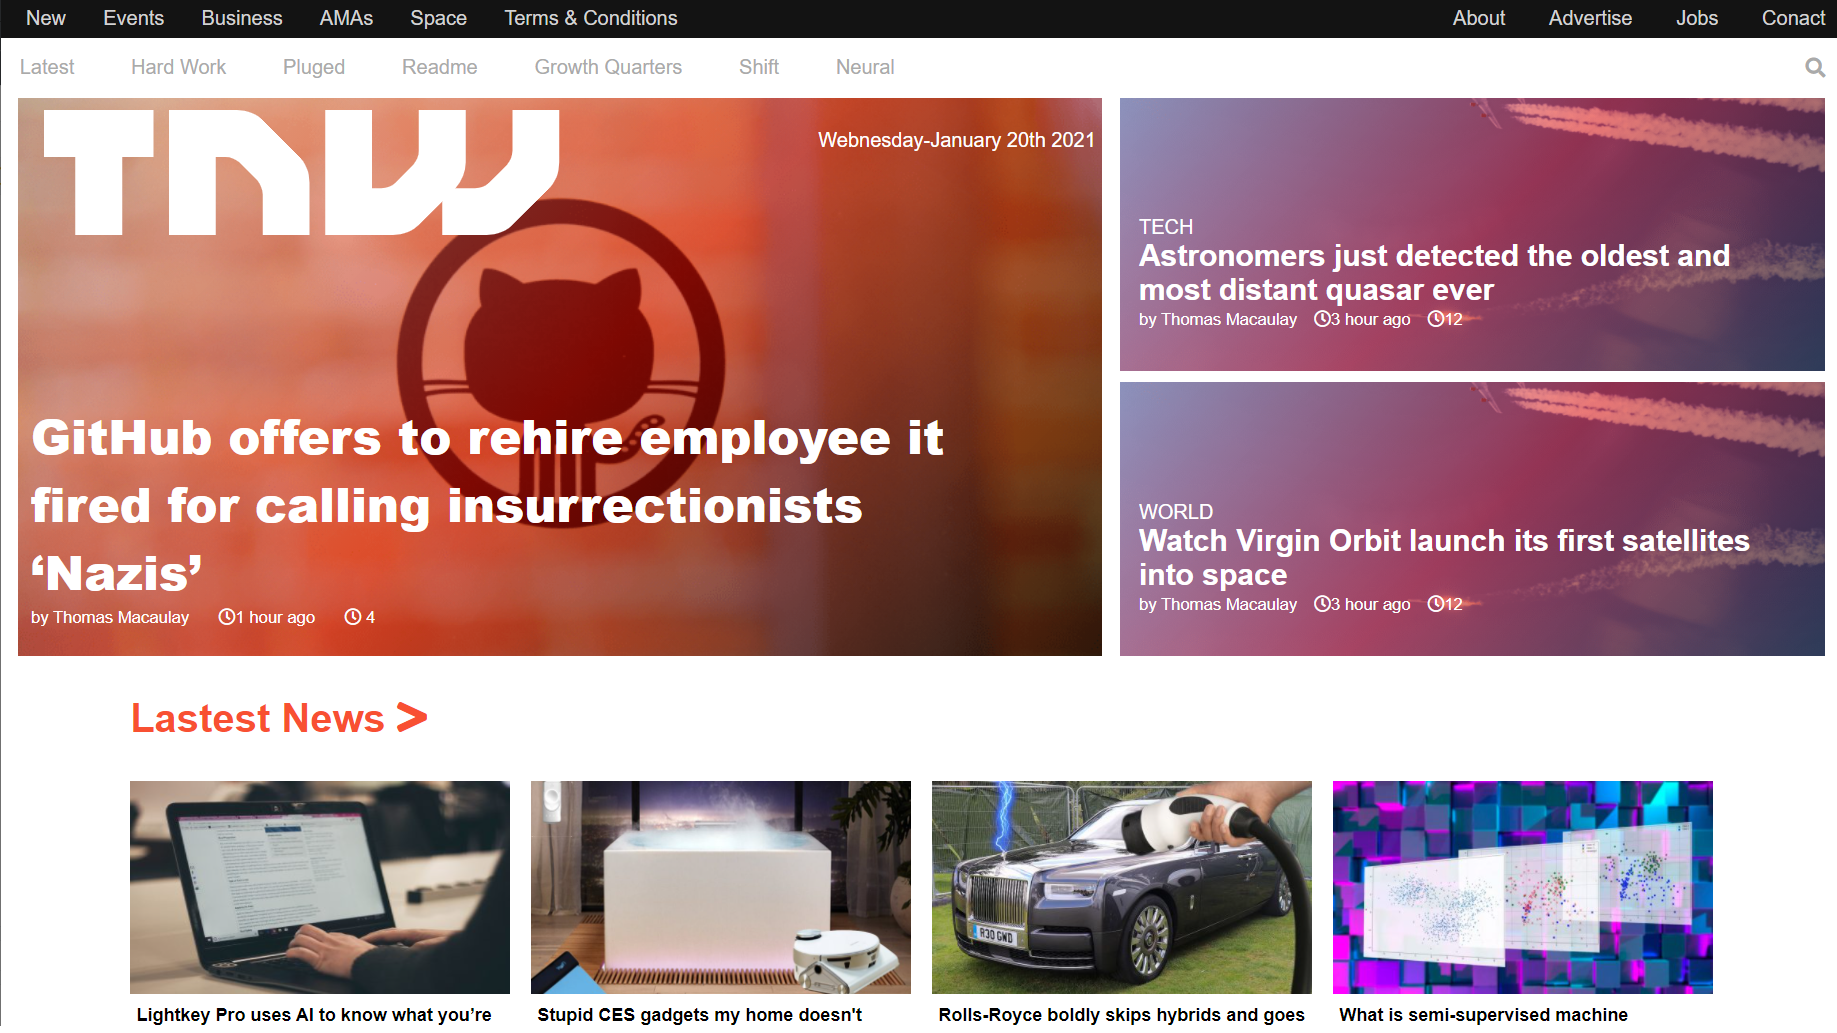 New Events Business AMAs Space Terms & Conditions About Advertise Jobs Conact
Latest Hard Work Pluged Readme Growth Quarters Shift Neural
TNW
Webnesday-January 20th 2021
GitHub offers to rehire employee it
fired for calling insurrectionists
‘Nazis’
by Thomas Macaulay 1 hour ago 4
TECH
Astronomers just detected the oldest and
most distant quasar ever
by Thomas Macaulay 3 hour ago 12
WORLD
Watch Virgin Orbit launch its first satellites
into space
by Thomas Macaulay 3 hour ago 12
Lastest News >
R30 GWD
Lightkey Pro uses AI to know what you’re
Stupid CES gadgets my home doesn't
Rolls-Royce boldly skips hybrids and goes
What is semi-supervised machine